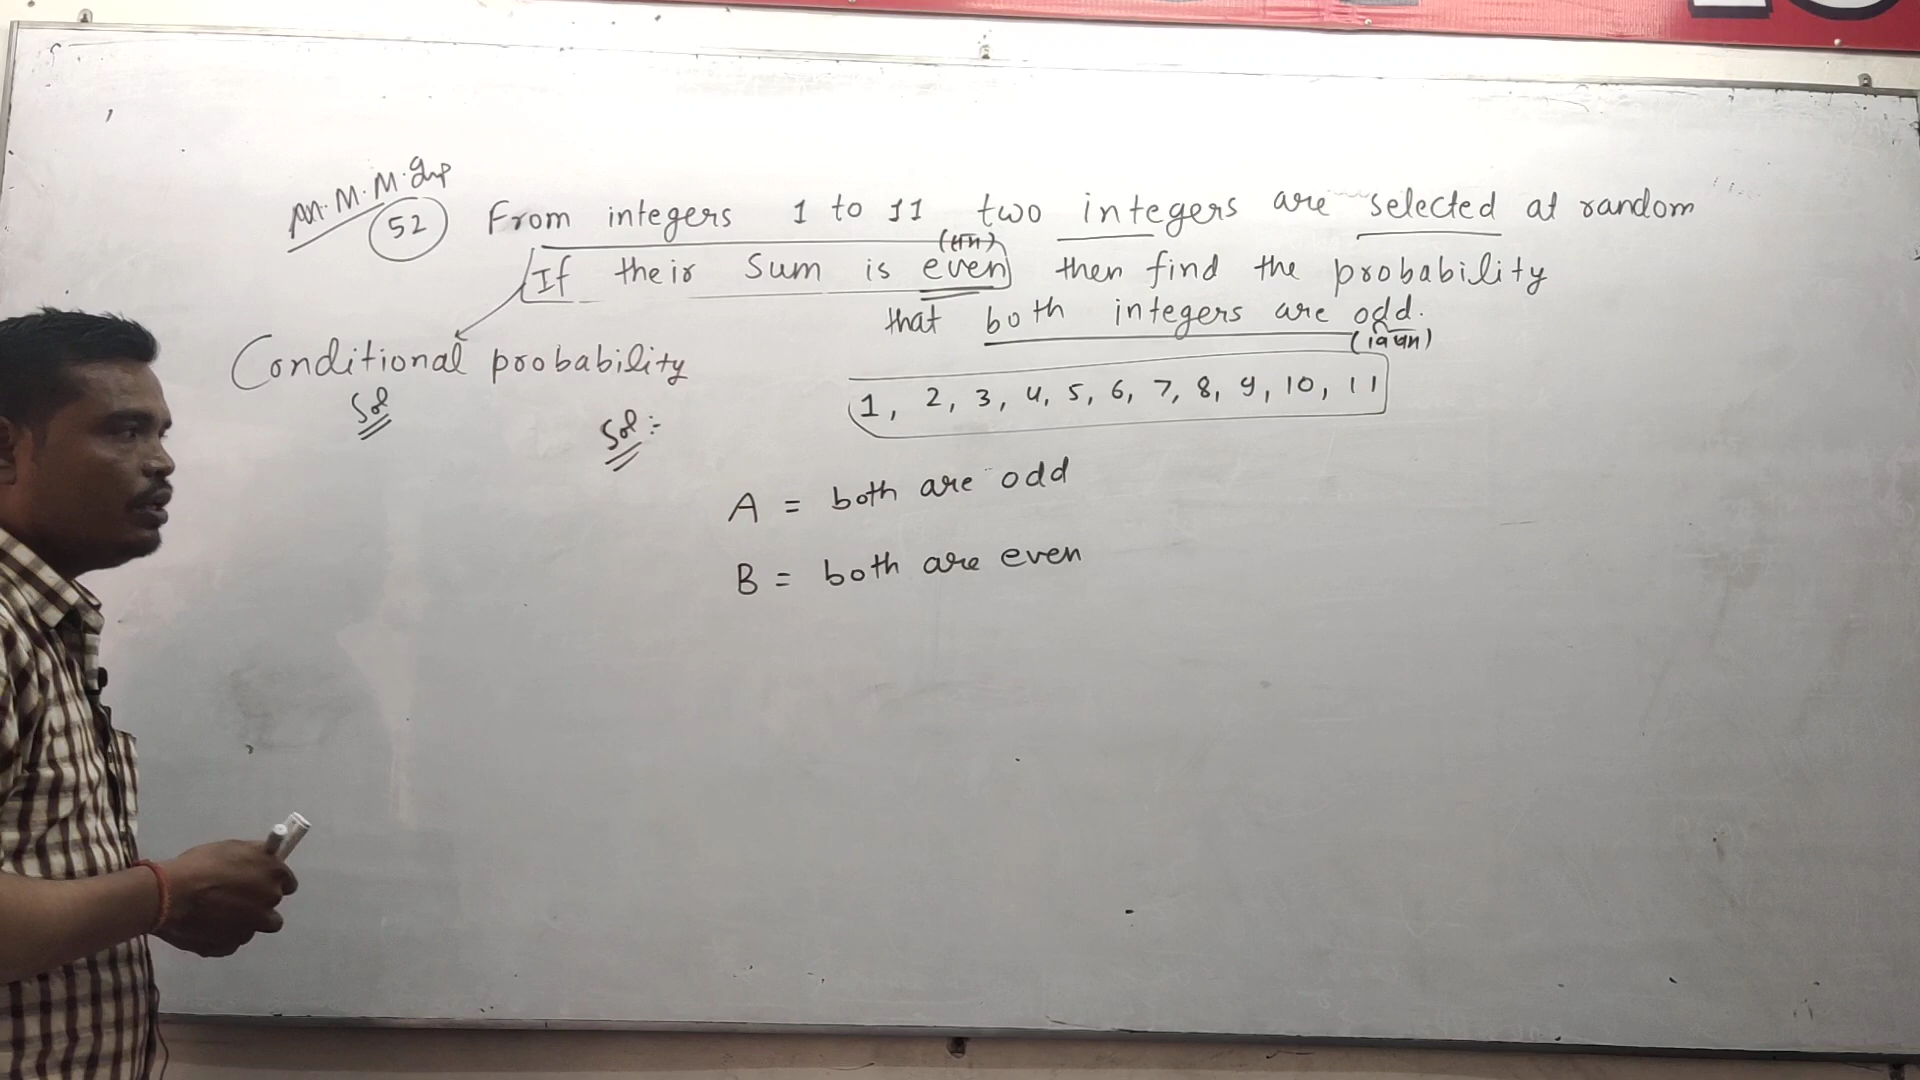 M.M.Imp
52 From integers 1 to 11 two integers are selected at random
(सम)
If their Sum is even then find the probability
that both integers are odd.
(विषम)
Conditional probability
Sol
1, 2, 3, 4, 5, 6, 7, 8, 9, 10, 11
Sol :-
A = both are odd
B = both are even